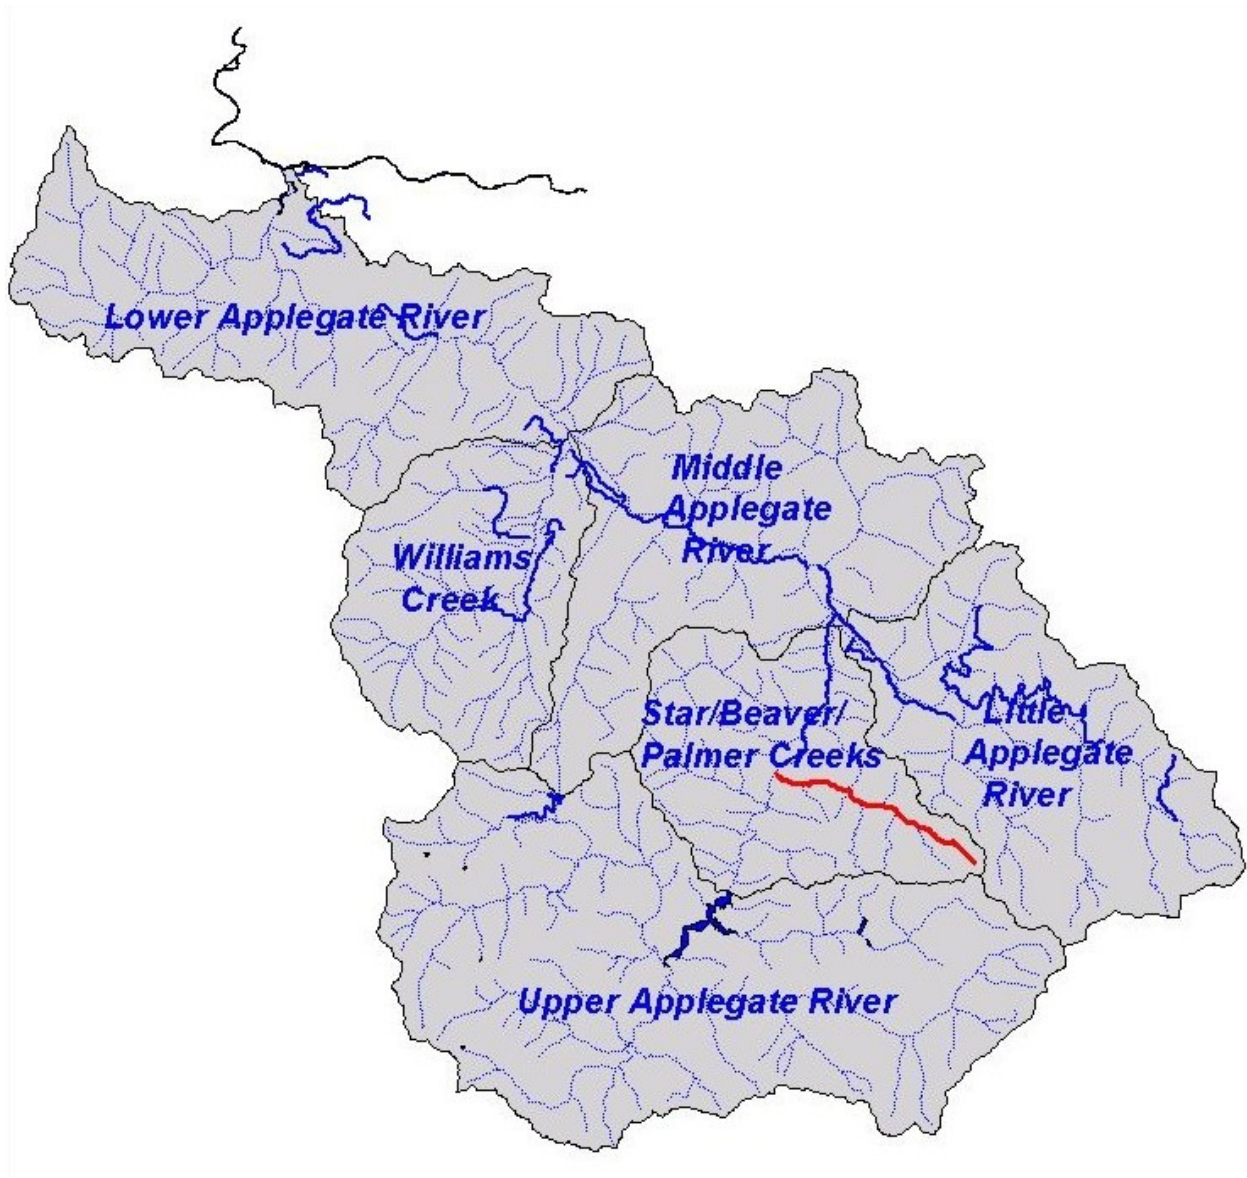 Lower Applegate River
Middle
Applegate
River
Williams
Creek
Star/Beaver/
Palmer Creeks
Little
Applegate
River
Upper Applegate River